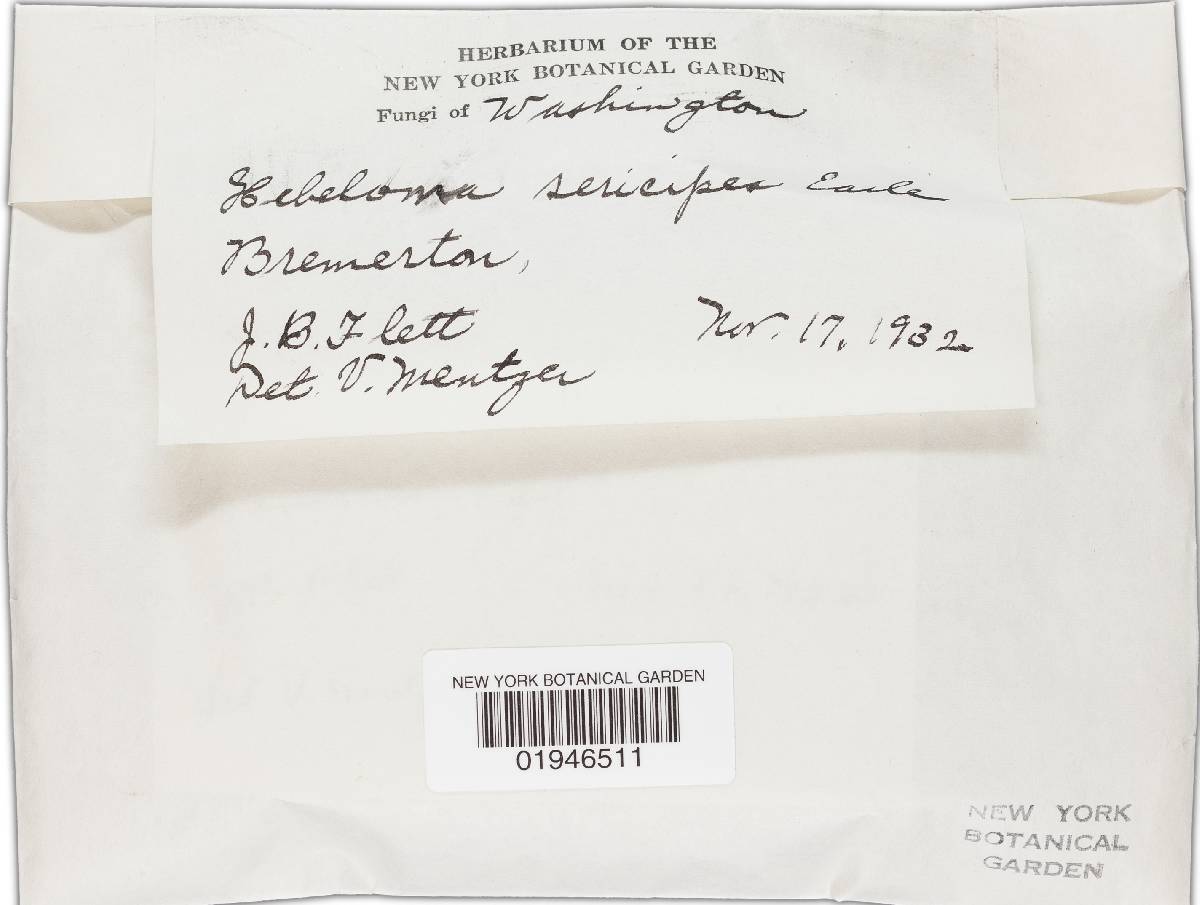 HERBARIUM OF THE
NEW YORK BOTANICAL GARDEN
Fungi of Washington
Hebeloma sericipes Earle
Bremerton,
J. B. Flett Nov. 17, 1932
Det. V. Mentzer
NEW YORK BOTANICAL GARDEN
01946511
NEW YORK
BOTANICAL
GARDEN